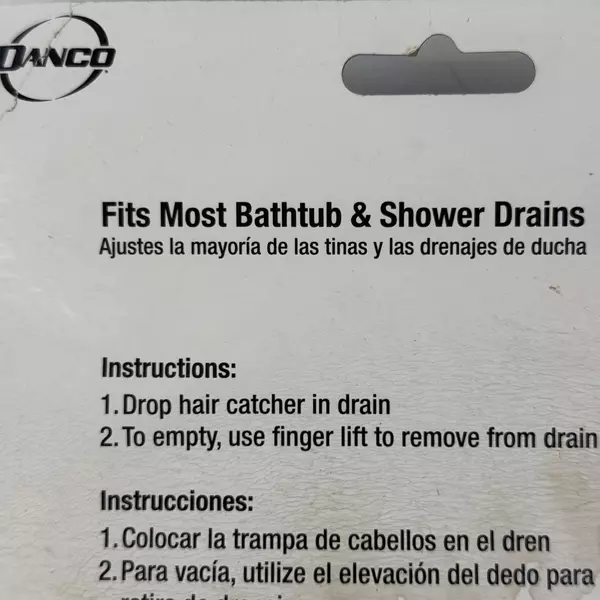 DANCO
Fits Most Bathtub & Shower Drains
Ajustes la mayoría de las tinas y las drenajes de ducha
Instructions:
1. Drop hair catcher in drain
2. To empty, use finger lift to remove from drain
Instrucciones:
1. Colocar la trampa de cabellos en el dren
2. Para vacía, utilize el elevación del dedo para